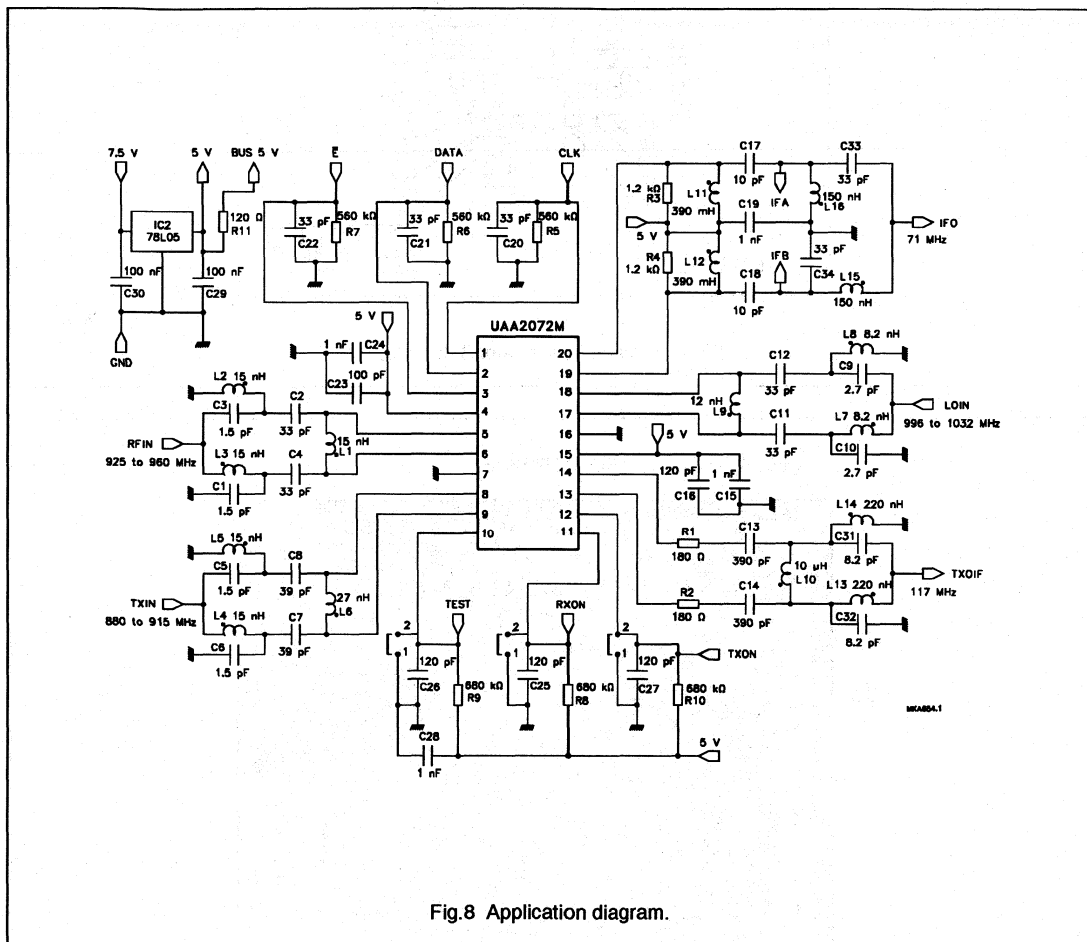 7.5 V
5 V
BUS 5 V
E̅
DATA
CLK
IC2
78L05
120 Ω
R11
100 nF
C30
100 nF
C29
GND
33 pF
C22
560 kΩ
R7
33 pF
C21
560 kΩ
R6
33 pF
C20
560 kΩ
R5
C17
10 pF
C33
33 pF
1.2 kΩ
R3
L11
390 mH
IFA
150 nH
L16
C19
1 nF
5 V
IFO
71 MHz
R4
1.2 kΩ
L12
390 mH
C18
10 pF
IFB
33 pF
C34
L15
150 nH
5 V
1 nF
C24
C23
100 pF
UAA2072M
1
2
3
4
5
6
7
8
9
10
20
19
18
17
16
15
14
13
12
11
L2 15 nH
C3
1.5 pF
C2
33 pF
RFIN
925 to 960 MHz
15 nH
L1
L3 15 nH
C1
1.5 pF
C4
33 pF
L5 15 nH
C5
1.5 pF
C8
39 pF
TXIN
880 to 915 MHz
27 nH
L6
L4 15 nH
C6
1.5 pF
C7
39 pF
C12
33 pF
L8 8.2 nH
C9
2.7 pF
12 nH
L9
LOIN
996 to 1032 MHz
C11
33 pF
L7 8.2 nH
C10
2.7 pF
5 V
120 pF
C16
1 nF
C15
R1
180 Ω
C13
390 pF
L14 220 nH
C31
8.2 pF
10 μH
L10
TXOIF
117 MHz
R2
180 Ω
C14
390 pF
L13 220 nH
C32
8.2 pF
TEST
RXON
TXON
2
1
120 pF
C26
680 kΩ
R9
2
1
120 pF
C25
680 kΩ
R8
2
1
120 pF
C27
680 kΩ
R10
C28
1 nF
5 V
MKA664.1
Fig.8 Application diagram.